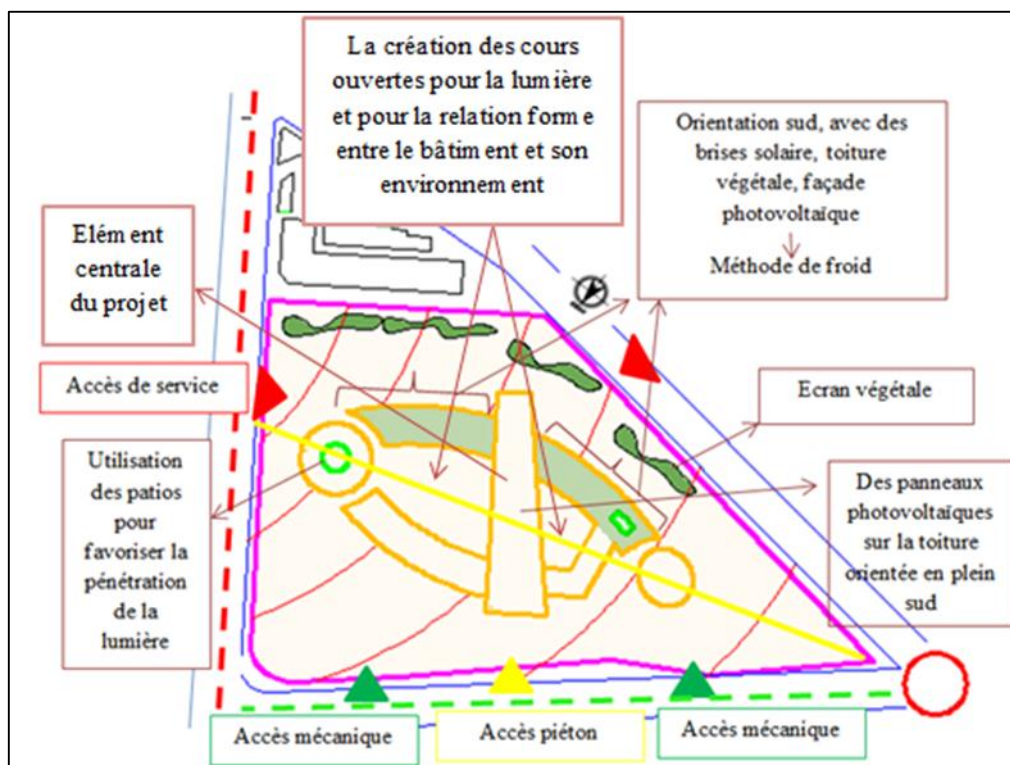 La création des cours
ouvertes pour la lumière
et pour la relation forme
entre le bâtiment et son
environnement
Orientation sud, avec des
brises solaire, toiture
végétale, façade
photovoltaïque
Méthode de froid
Elément
centrale
du projet
Accès de service
Ecran végétale
Utilisation
des patios
pour
favoriser la
pénétration
de la
lumière
Des panneaux
photovoltaïques
sur la toiture
orientée en plein
sud
Accès mécanique
Accès piéton
Accès mécanique